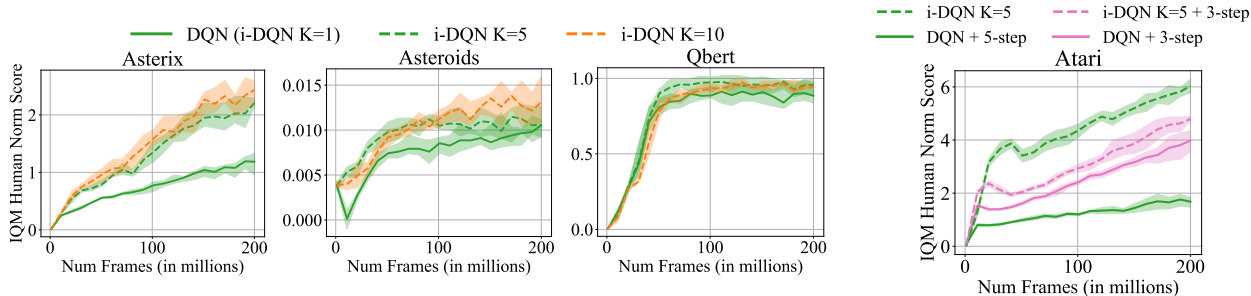 DQN (i-DQN K=1) i-DQN K=5 i-DQN K=10
Asterix
IQM Human Norm Score
2
1
0
0 100 200
Num Frames (in millions)
Asteroids
0.015
0.010
0.005
0.000
0 100 200
Num Frames (in millions)
Qbert
1.0
0.5
0.0
0 100 200
Num Frames (in millions)
i-DQN K=5 i-DQN K=5 + 3-step
DQN + 5-step DQN + 3-step
Atari
IQM Human Norm Score
6
4
2
0
0 100 200
Num Frames (in millions)